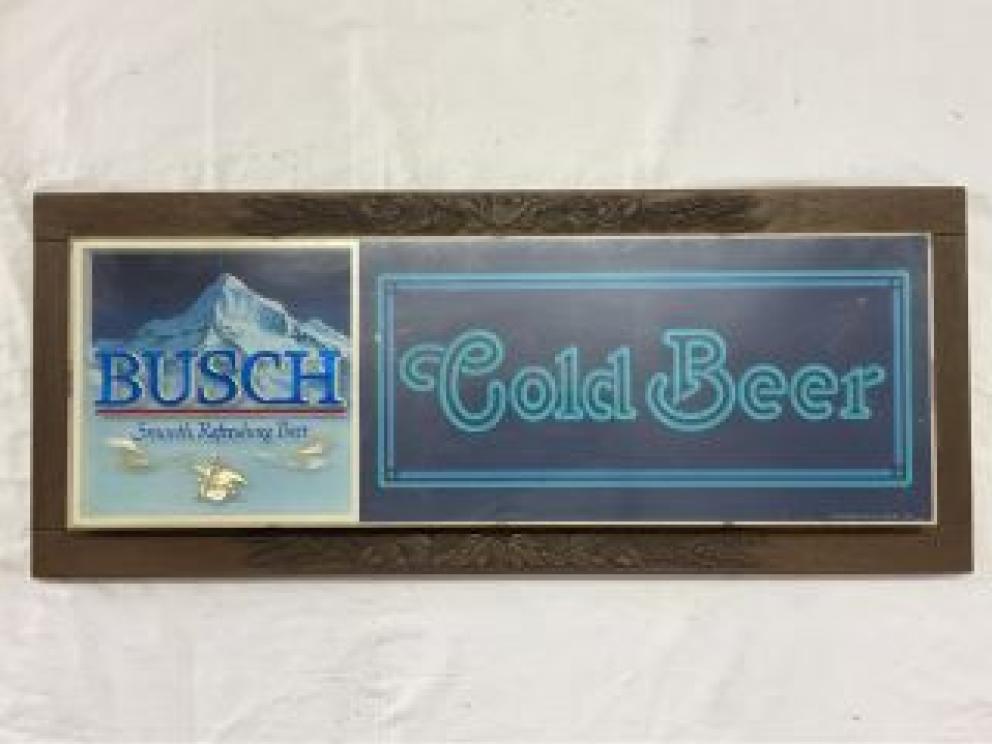 BUSCH
Smooth, Refreshing Beer
Cold Beer